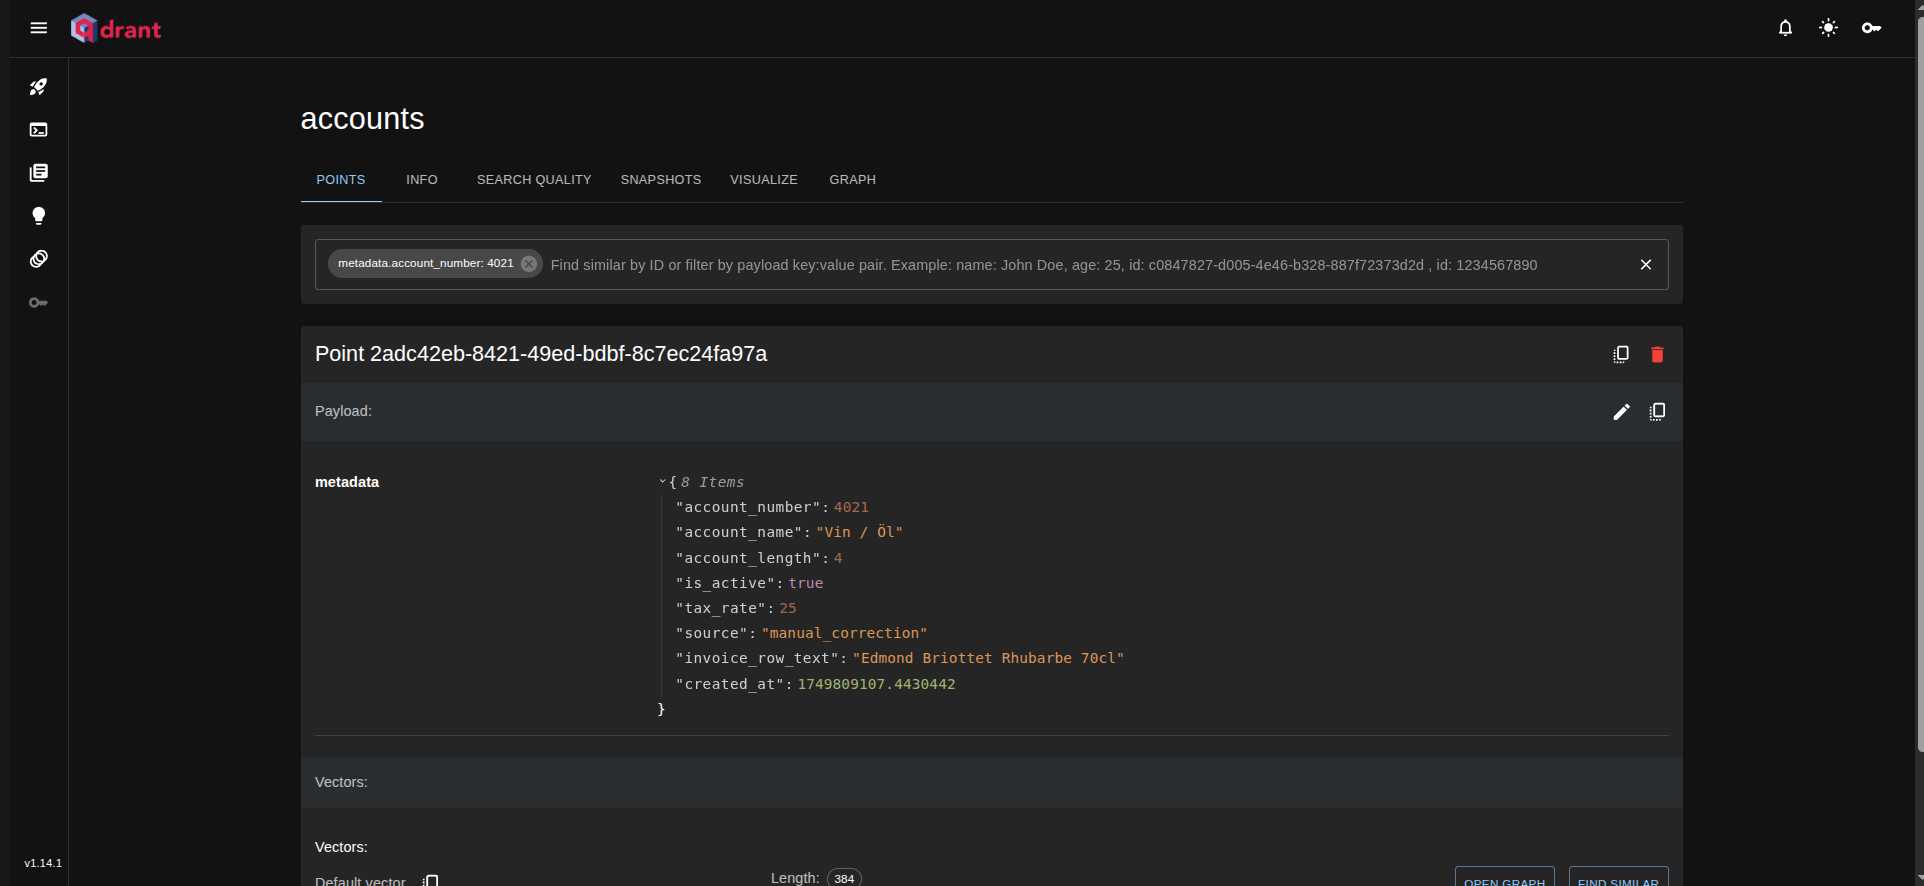 drant
accounts
POINTS INFO SEARCH QUALITY SNAPSHOTS VISUALIZE GRAPH
metadata.account_number: 4021 Find similar by ID or filter by payload key:value pair. Example: name: John Doe, age: 25, id: c0847827-d005-4e46-b328-887f72373d2d , id: 1234567890
Point 2adc42eb-8421-49ed-bdbf-8c7ec24fa97a
Payload:
metadata { 8 Items
"account_number": 4021
"account_name": "Vin / Öl"
"account_length": 4
"is_active": true
"tax_rate": 25
"source": "manual_correction"
"invoice_row_text": "Edmond Briottet Rhubarbe 70cl"
"created_at": 1749809107.4430442
}
Vectors:
Vectors:
v1.14.1
Default vector Length: 384 OPEN GRAPH FIND SIMILAR